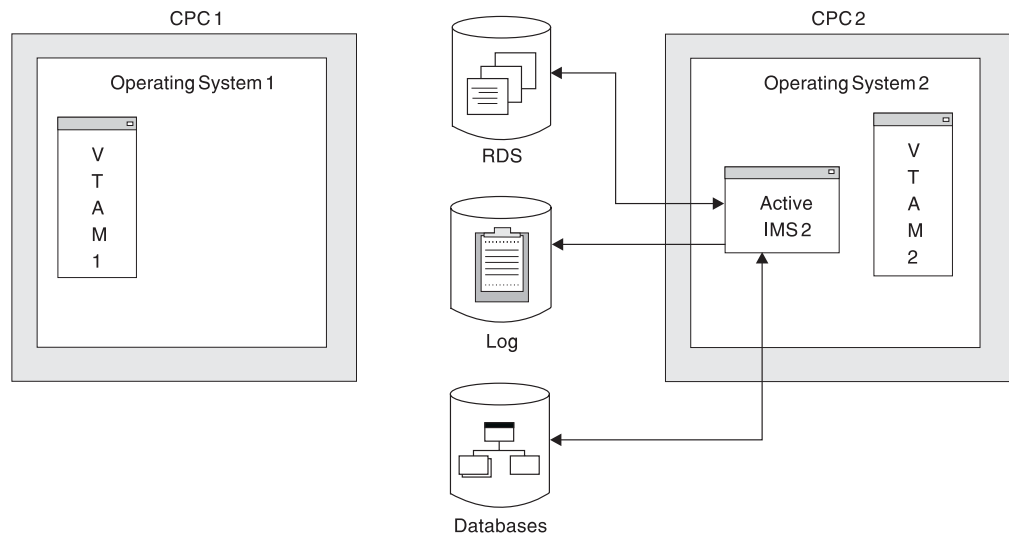 CPC 1
Operating System 1
V
T
A
M
1
RDS
Log
Databases
CPC 2
Operating System 2
Active
IMS 2
V
T
A
M
2